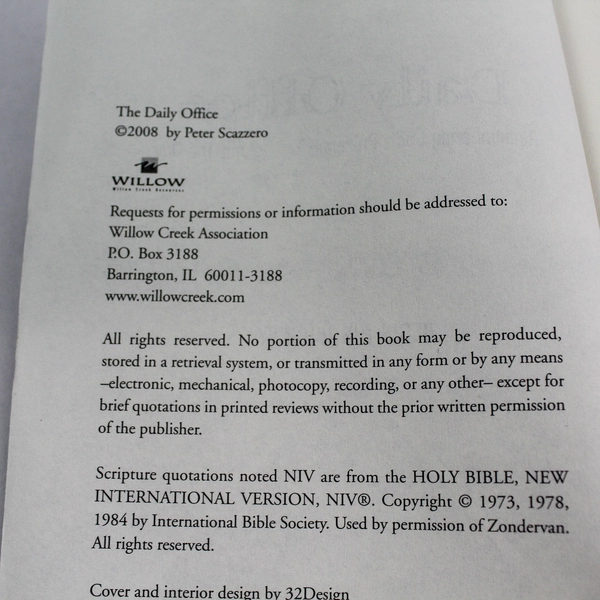 The Daily Office
©2008 by Peter Scazzero
WILLOW
Willow Creek Resources
Requests for permissions or information should be addressed to:
Willow Creek Association
P.O. Box 3188
Barrington, IL 60011-3188
www.willowcreek.com
All rights reserved. No portion of this book may be reproduced,
stored in a retrieval system, or transmitted in any form or by any means
–electronic, mechanical, photocopy, recording, or any other– except for
brief quotations in printed reviews without the prior written permission
of the publisher.
Scripture quotations noted NIV are from the HOLY BIBLE, NEW
INTERNATIONAL VERSION, NIV®. Copyright © 1973, 1978,
1984 by International Bible Society. Used by permission of Zondervan.
All rights reserved.
Cover and interior design by 32Design